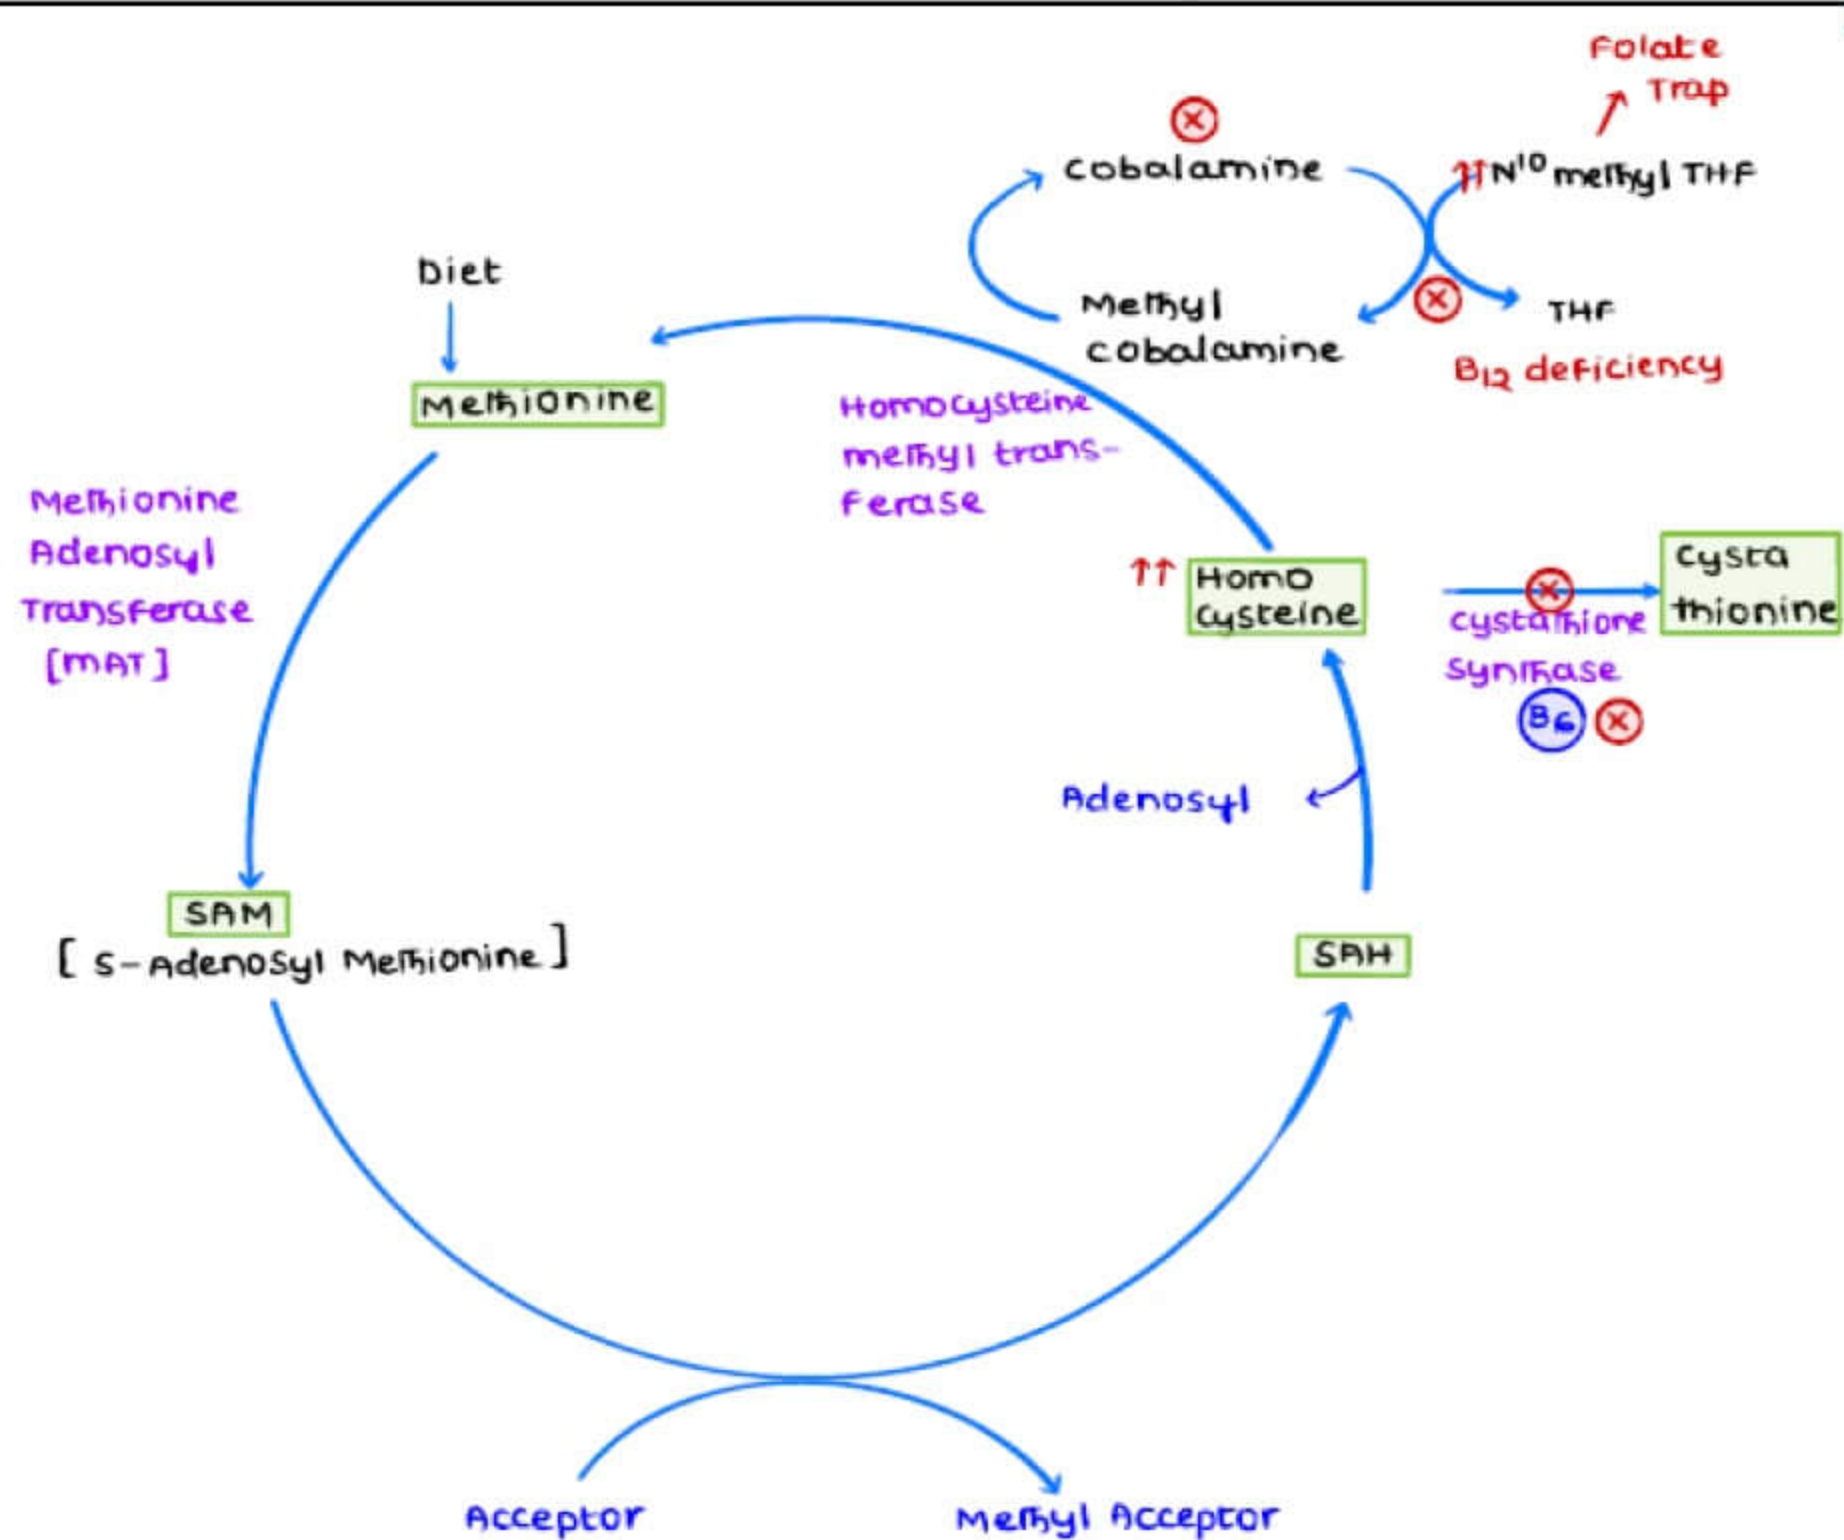 Folate
Trap
Cobalamine
↑↑N¹⁰ methyl THF
Diet
Methyl
cobalamine
THF
B₁₂ deficiency
Methionine
Homocysteine
methyl trans-
ferase
Methionine
Adenosyl
Transferase
[MAT]
↑↑ Homo
cysteine
cystathione
synthase
B6
cysta
thionine
Adenosyl
SAM
[S-Adenosyl Methionine]
SAH
Acceptor
Methyl Acceptor